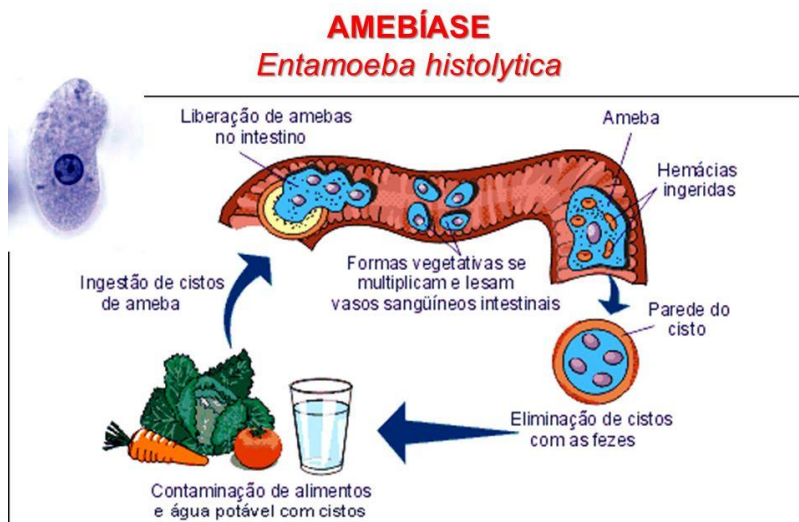 AMEBÍASE
Entamoeba histolytica
Liberação de amebas
no intestino
Ameba
Hemácias
ingeridas
Formas vegetativas se
multiplicam e lesam
vasos sangüíneos intestinais
Ingestão de cistos
de ameba
Parede do
cisto
Eliminação de cistos
com as fezes
Contaminação de alimentos
e água potável com cistos